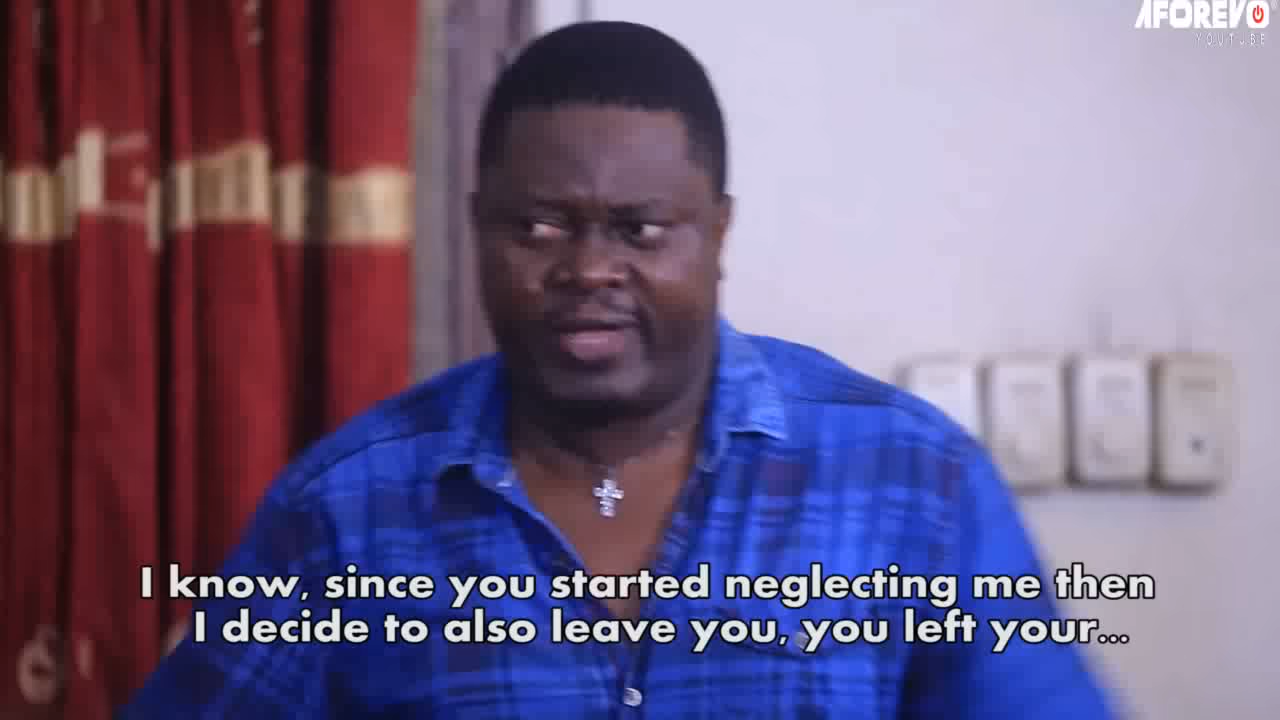 AFOREVO
YOUTUBE
I know, since you started neglecting me then
I decide to also leave you, you left your...